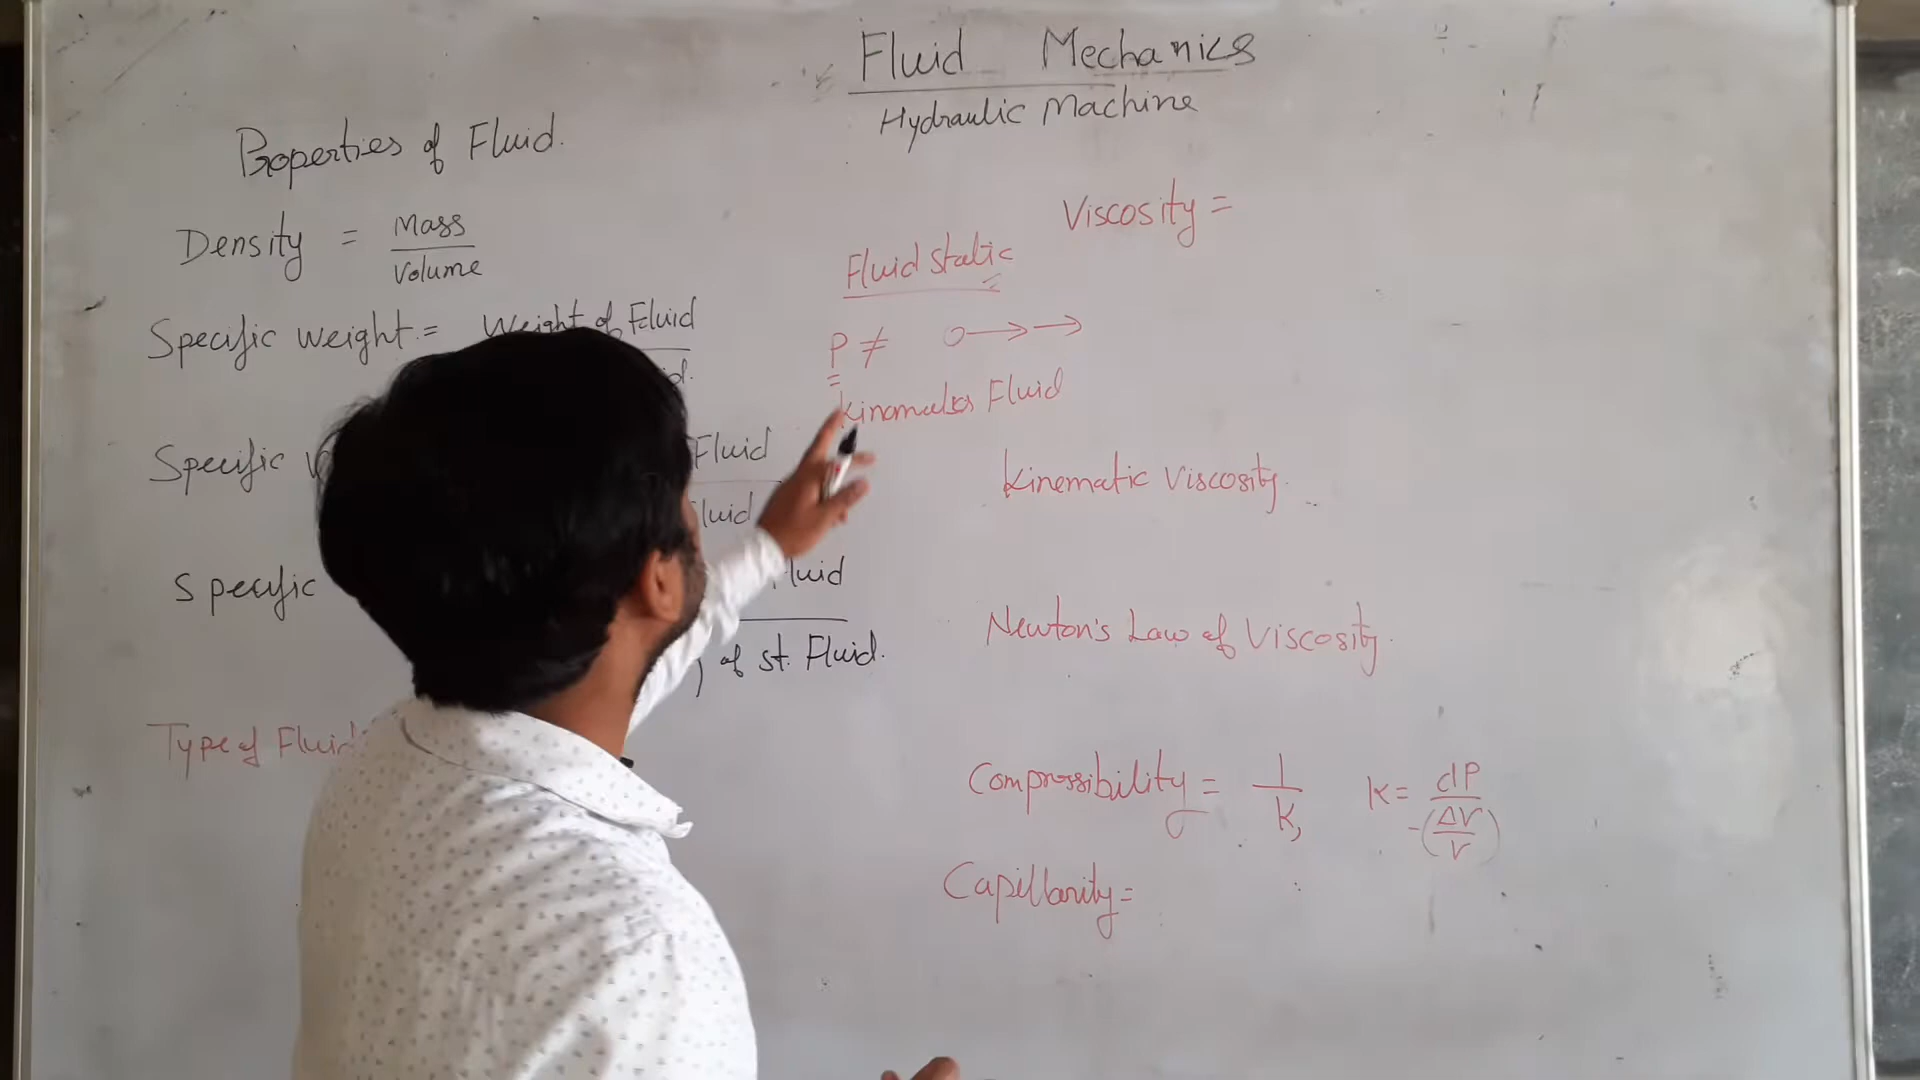 Fluid Mechanics
Hydraulic Machine
Properties of Fluid.
Density = Mass
Volume
Specific weight = Weight of Fluid
d.
Specific Fluid
Fluid
Specific Fluid
of st. Fluid.
Type of Fluid
Viscosity =
Fluid static
P ≠
=
Fluid
Kinematic Viscosity
Newton's Law of Viscosity.
Compressibility = 1
K, K = dP
-(ΔV
V)
Capillarity =